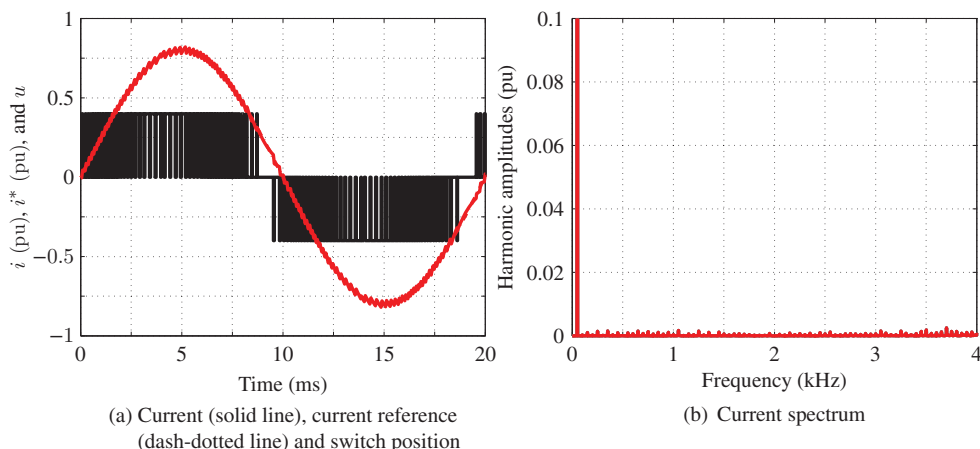 1
0.5
0
−0.5
−1
i (pu), i* (pu), and u
0 5 10 15 20
Time (ms)
(a) Current (solid line), current reference
(dash-dotted line) and switch position
0.1
0.08
0.06
0.04
0.02
0
Harmonic amplitudes (pu)
0 1 2 3 4
Frequency (kHz)
(b) Current spectrum